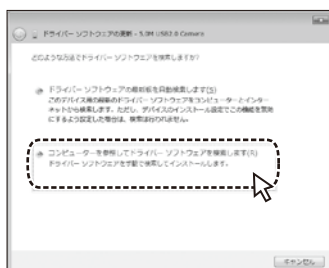 ドライバー ソフトウェアの更新 - 5.0M USB2.0 Camera
どのような方法でドライバー ソフトウェアを検索しますか?
ドライバー ソフトウェアの最新版を自動検索します(S)
このデバイス用の最新のドライバー ソフトウェアをコンピューターとインター
ネットから検索します。ただし、デバイスのインストール設定でこの機能を無効
にするよう設定した場合は、検索は行われません。
コンピューターを参照してドライバー ソフトウェアを検索します(R)
ドライバー ソフトウェアを手動で検索してインストールします。
キャンセル